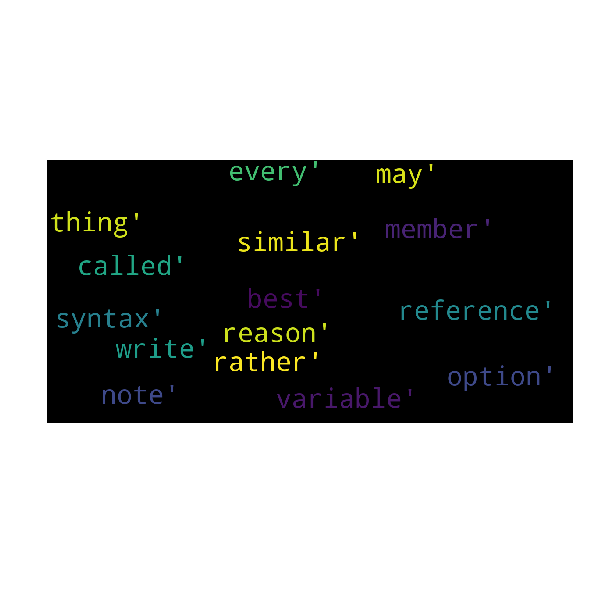 every'
may'
thing'
member'
similar'
called'
best'
reference'
syntax'
reason'
write'
rather'
option'
note'
variable'